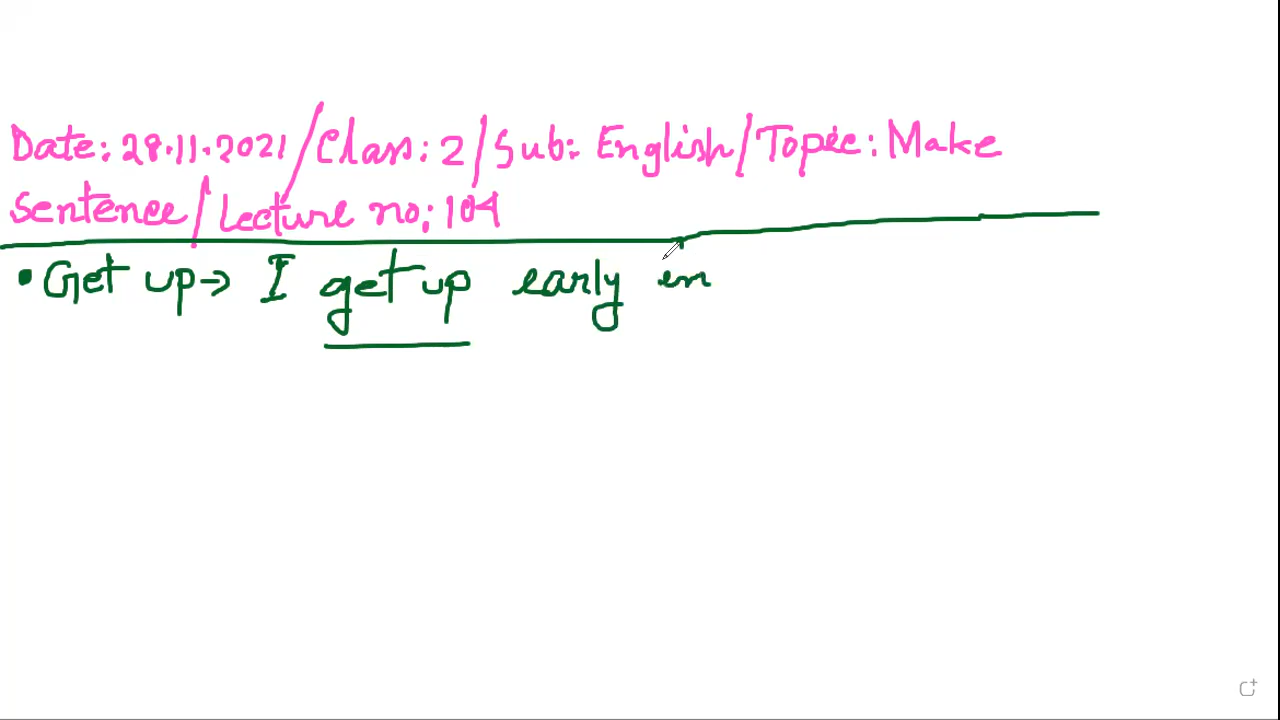 Date: 28.11.2021/Class: 2/Sub: English/Topic: Make
Sentence/Lecture no; 104
• Get up→ I get up early in